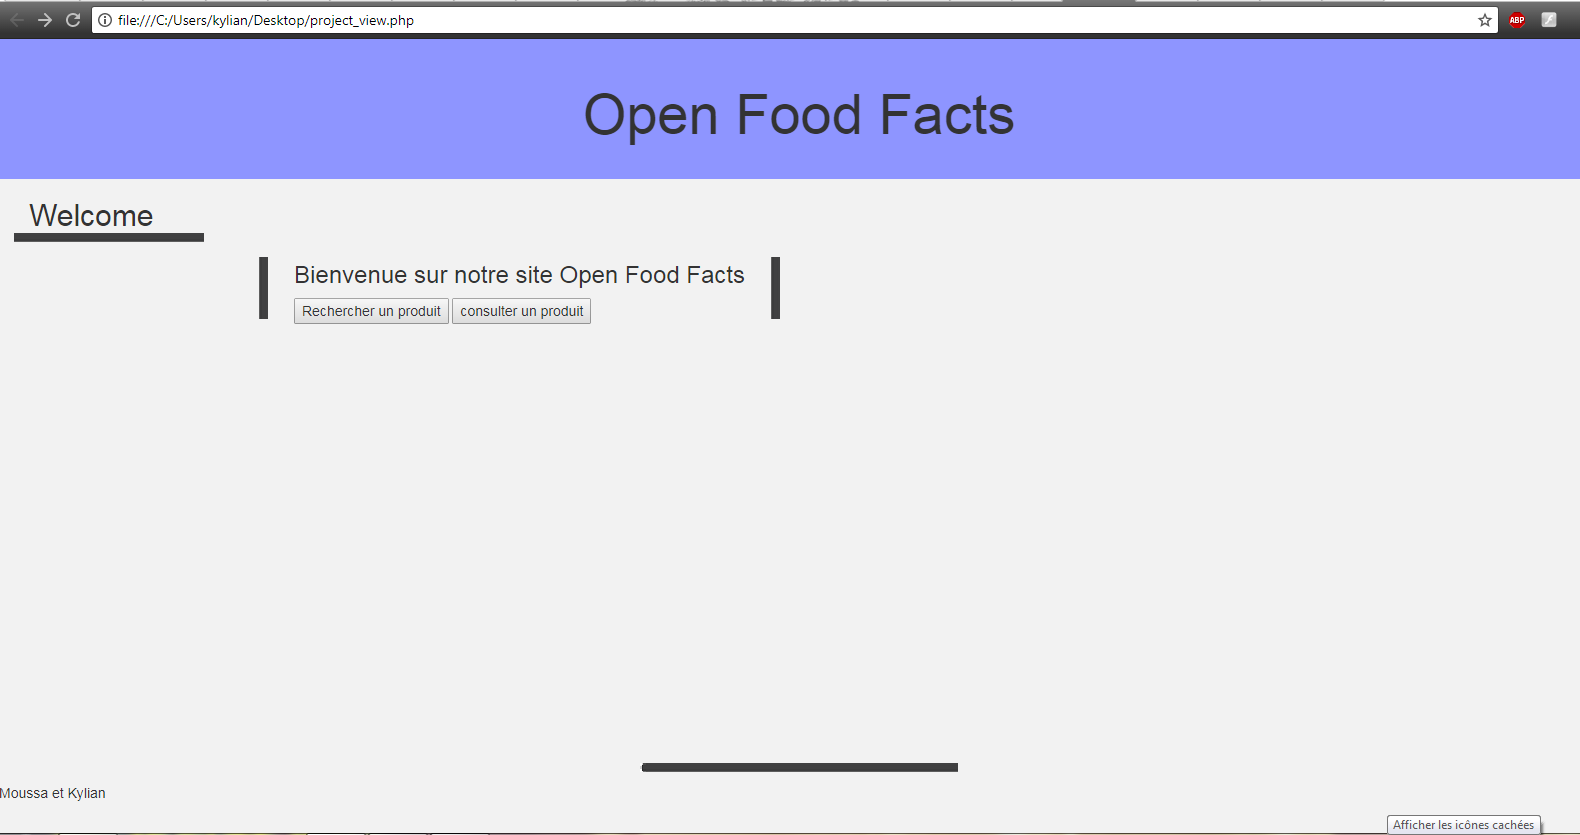 file:///C:/Users/kylian/Desktop/project_view.php
ABP
Open Food Facts
Welcome
Bienvenue sur notre site Open Food Facts
Rechercher un produit consulter un produit
Moussa et Kylian
Afficher les icônes cachées